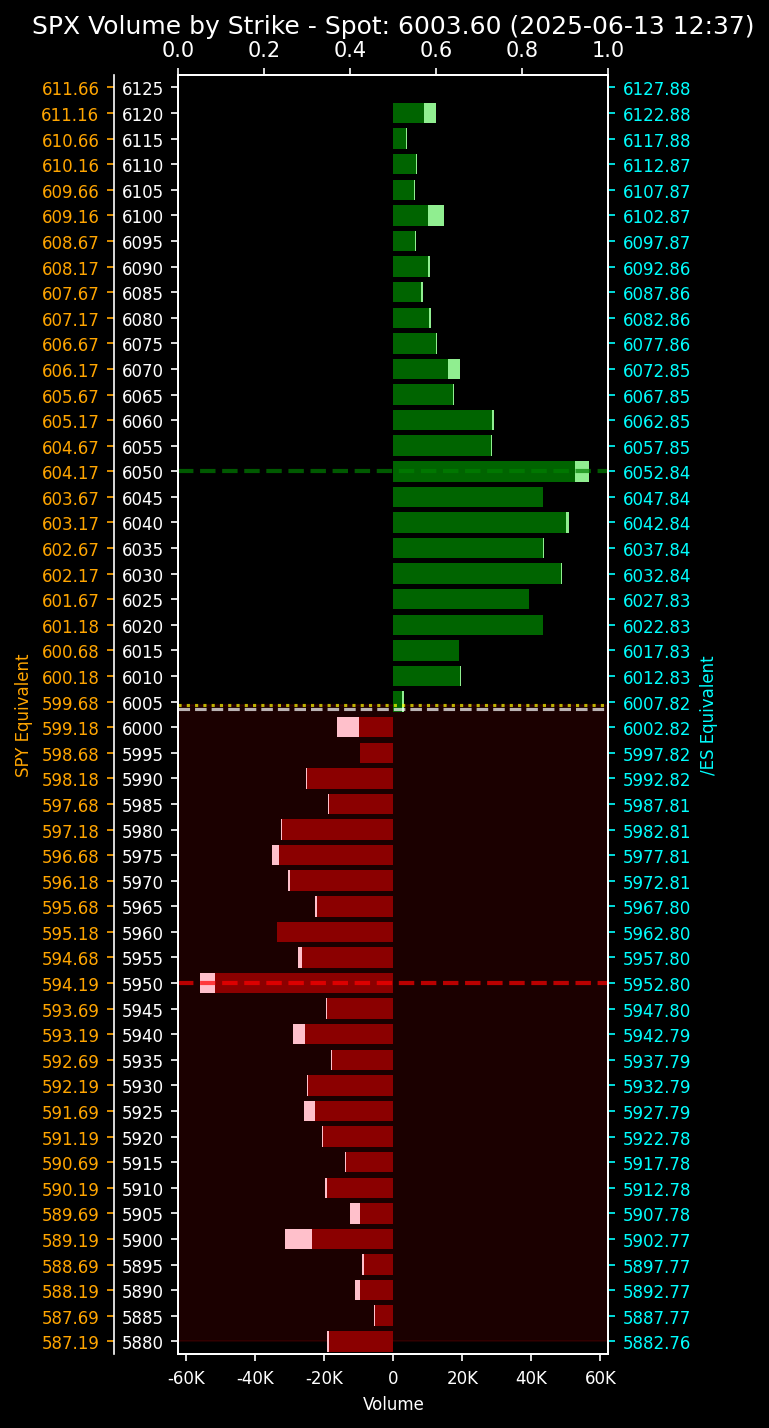 SPX Volume by Strike - Spot: 6003.60 (2025-06-13 12:37)
0.0 0.2 0.4 0.6 0.8 1.0
611.66 6125 6127.88
611.16 6120 6122.88
610.66 6115 6117.88
610.16 6110 6112.87
609.66 6105 6107.87
609.16 6100 6102.87
608.67 6095 6097.87
608.17 6090 6092.86
607.67 6085 6087.86
607.17 6080 6082.86
606.67 6075 6077.86
606.17 6070 6072.85
605.67 6065 6067.85
605.17 6060 6062.85
604.67 6055 6057.85
604.17 6050 6052.84
603.67 6045 6047.84
603.17 6040 6042.84
602.67 6035 6037.84
602.17 6030 6032.84
601.67 6025 6027.83
601.18 6020 6022.83
600.68 6015 6017.83
600.18 6010 6012.83
599.68 6005 6007.82
599.18 6000 6002.82
598.68 5995 5997.82
598.18 5990 5992.82
597.68 5985 5987.81
597.18 5980 5982.81
596.68 5975 5977.81
596.18 5970 5972.81
595.68 5965 5967.80
595.18 5960 5962.80
594.68 5955 5957.80
594.19 5950 5952.80
593.69 5945 5947.80
593.19 5940 5942.79
592.69 5935 5937.79
592.19 5930 5932.79
591.69 5925 5927.79
591.19 5920 5922.78
590.69 5915 5917.78
590.19 5910 5912.78
589.69 5905 5907.78
589.19 5900 5902.77
588.69 5895 5897.77
588.19 5890 5892.77
587.69 5885 5887.77
587.19 5880 5882.76
SPY Equivalent
/ES Equivalent
-60K -40K -20K 0 20K 40K 60K
Volume